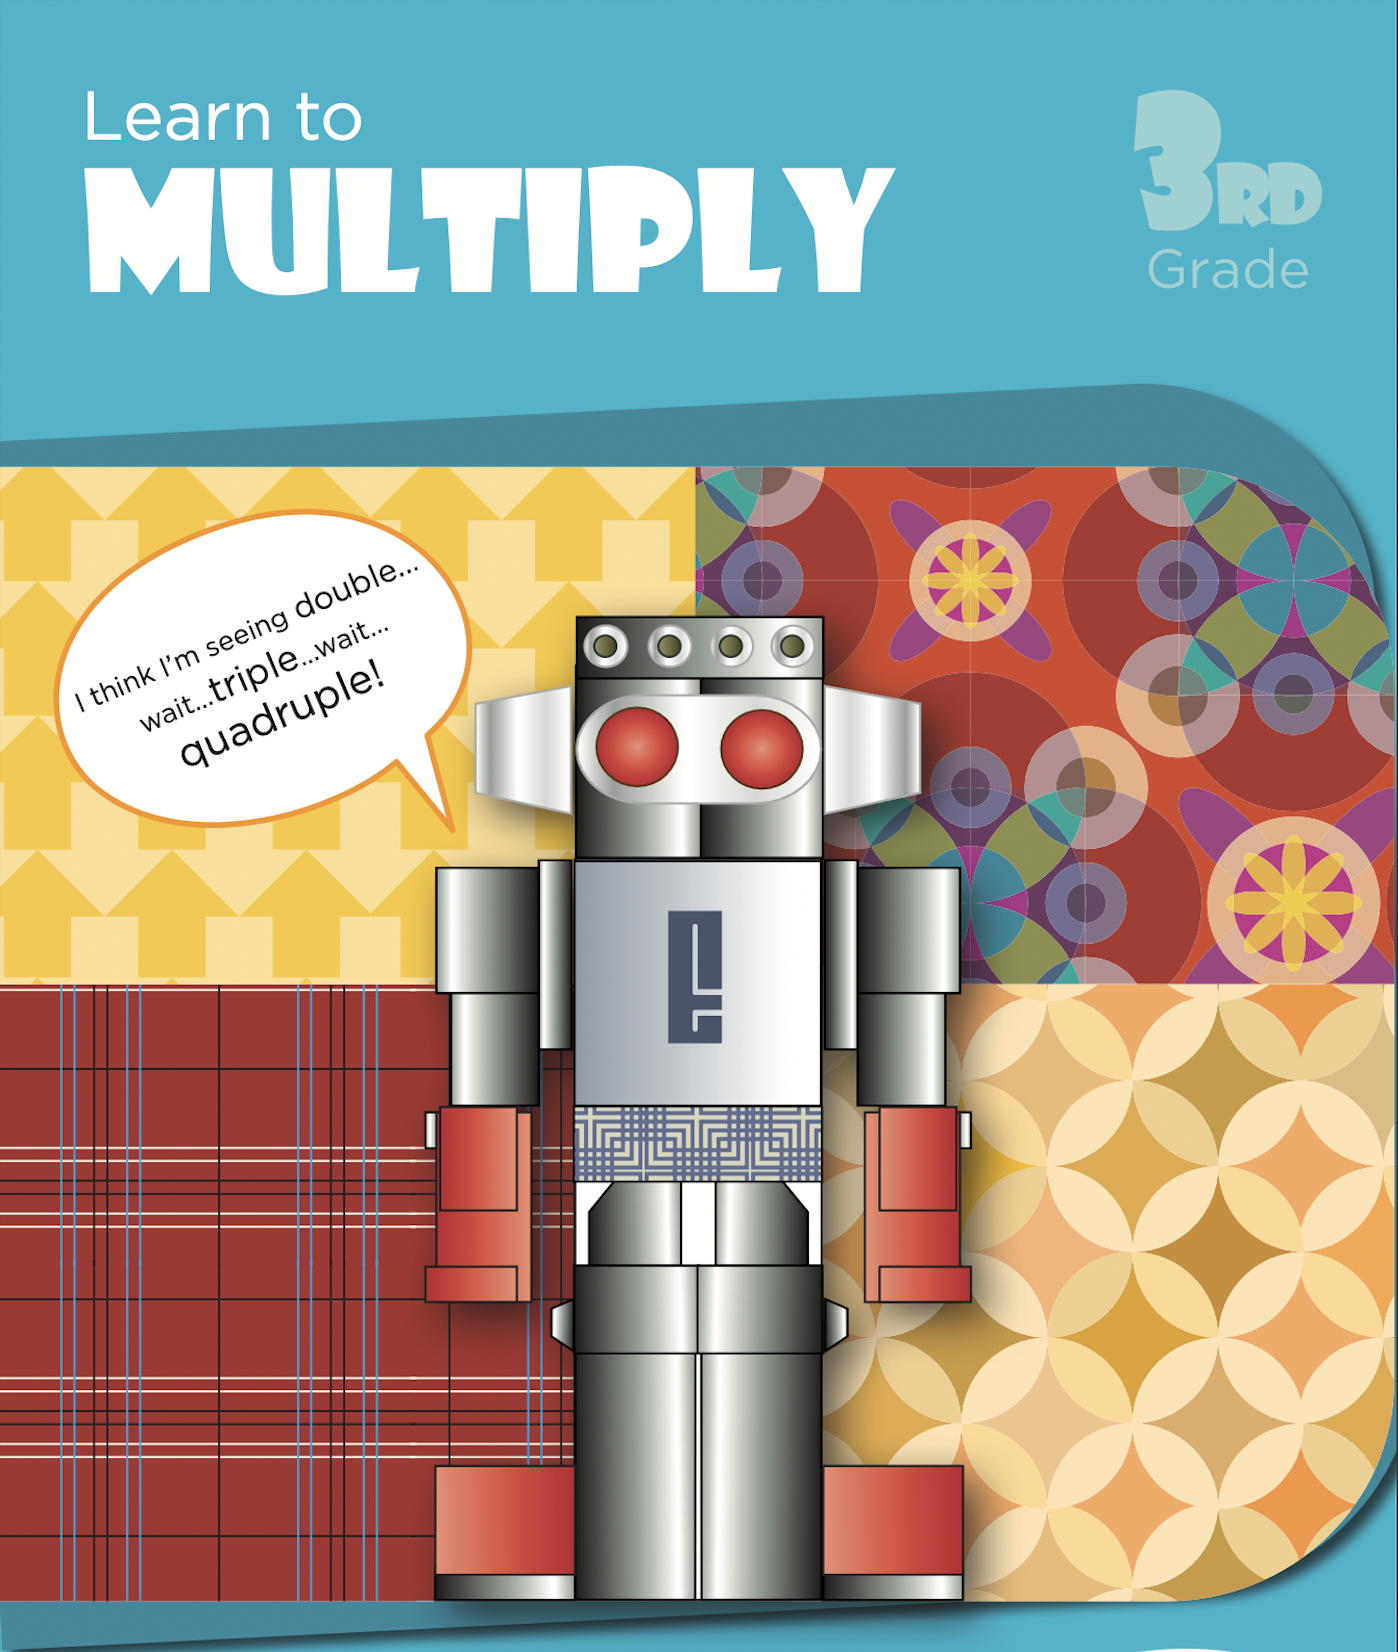 Learn to
MULTIPLY
3RD
Grade
I think I'm seeing double...
wait...triple...wait...
quadruple!